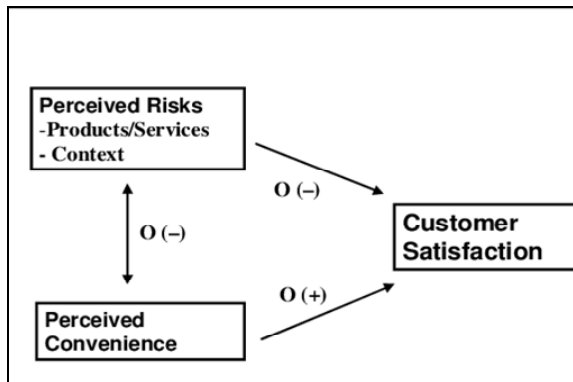 Perceived Risks
-Products/Services
- Context
O (–)
O (–)
Customer
Satisfaction
O (+)
Perceived
Convenience